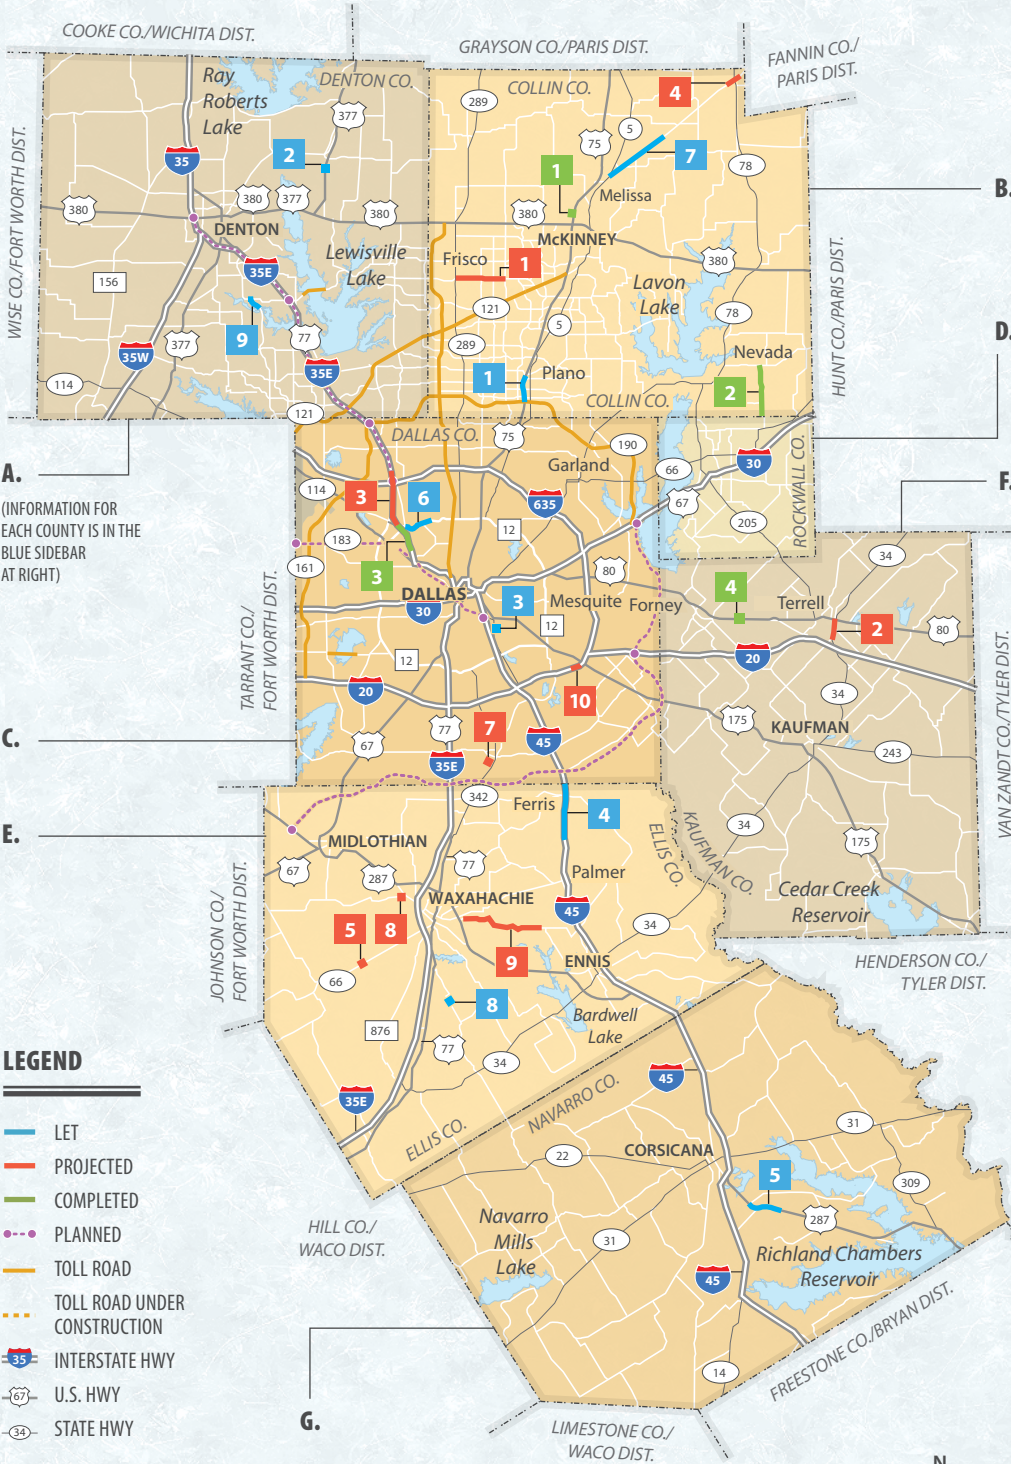 COOKE CO./WICHITA DIST.
GRAYSON CO./PARIS DIST.
FANNIN CO./
PARIS DIST.
WISE CO./FORT WORTH DIST.
HUNT CO./PARIS DIST.
Ray
Roberts
Lake
DENTON CO.
COLLIN CO.
377
289
4
5
75
35
2
7
78
1
Melissa
380
380
377
380
380
B.
DENTON
McKINNEY
Lewisville
Lake
Frisco
1
380
35E
Lavon
Lake
156
121
78
9
377
77
5
35W
289
Nevada
D.
35E
1
Plano
114
2
COLLIN CO.
121
DALLAS CO.
75
190
A.
Garland
66
30
ROCKWALL CO.
F.
(INFORMATION FOR
EACH COUNTY IS IN THE
BLUE SIDEBAR
AT RIGHT)
114
3
6
635
67
12
205
183
34
161
3
80
4
DALLAS
30
3
Mesquite
Forney
Terrell
12
2
80
TARRANT CO./
FORT WORTH DIST.
12
20
20
10
34
VAN ZANDT CO./TYLER DIST.
C.
77
7
175
KAUFMAN
67
45
243
35E
342
Ferris
4
E.
MIDLOTHIAN
ELLIS CO.
KAUFMAN CO.
34
175
67
287
77
Palmer
WAXAHACHIE
Cedar Creek
Reservoir
45
5
8
34
JOHNSON CO./
FORT WORTH DIST.
9
ENNIS
HENDERSON CO./
TYLER DIST.
66
8
Bardwell
Lake
876
77
34
LEGEND
45
35E
NAVARRO CO.
ELLIS CO.
LET
31
PROJECTED
22
CORSICANA
5
309
COMPLETED
HILL CO./
WACO DIST.
Navarro
Mills
Lake
287
PLANNED
31
Richland Chambers
Reservoir
TOLL ROAD
45
TOLL ROAD UNDER
CONSTRUCTION
35
INTERSTATE HWY
FREESTONE CO./BRYAN DIST.
14
67
U.S. HWY
G.
34
STATE HWY
LIMESTONE CO./
WACO DIST.
N